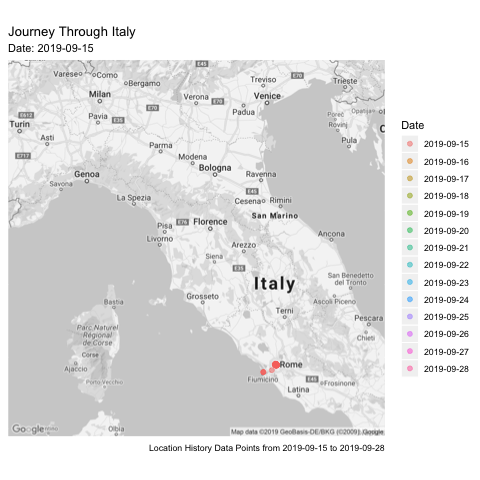 Journey Through Italy
Date: 2019-09-15
E45
Varese
Como
Treviso
E70
Trieste
Bergamo
Milan
Verona
Venice
E70
Padua
Opatija
Porec
Rovinj
Pavia
E35
E612
Turin
Asti
Pula
E717
Parma
Modena
Bologna
Genoa
Savona
Ravenna
La Spezia
E45
Cesena
Rimini
San Marino
Pisa
E76
Florence
Livorno
Arezzo
Ancona
Siena
E35
San Benedetto
del Tronto
Italy
Grosseto
Ascoli Piceno
Bastia
Terni
Pescara
Parc Naturel
Régional
de Corse
Chieti
Corse
Ajaccio
Porto-Vecchio
Rome
Fiumicino
E45
Frosinone
Latina
Olbia
Google
Map data ©2019 GeoBasis-DE/BKG (©2009), Google
Date
2019-09-15
2019-09-16
2019-09-17
2019-09-18
2019-09-19
2019-09-20
2019-09-21
2019-09-22
2019-09-23
2019-09-24
2019-09-25
2019-09-26
2019-09-27
2019-09-28
Location History Data Points from 2019-09-15 to 2019-09-28